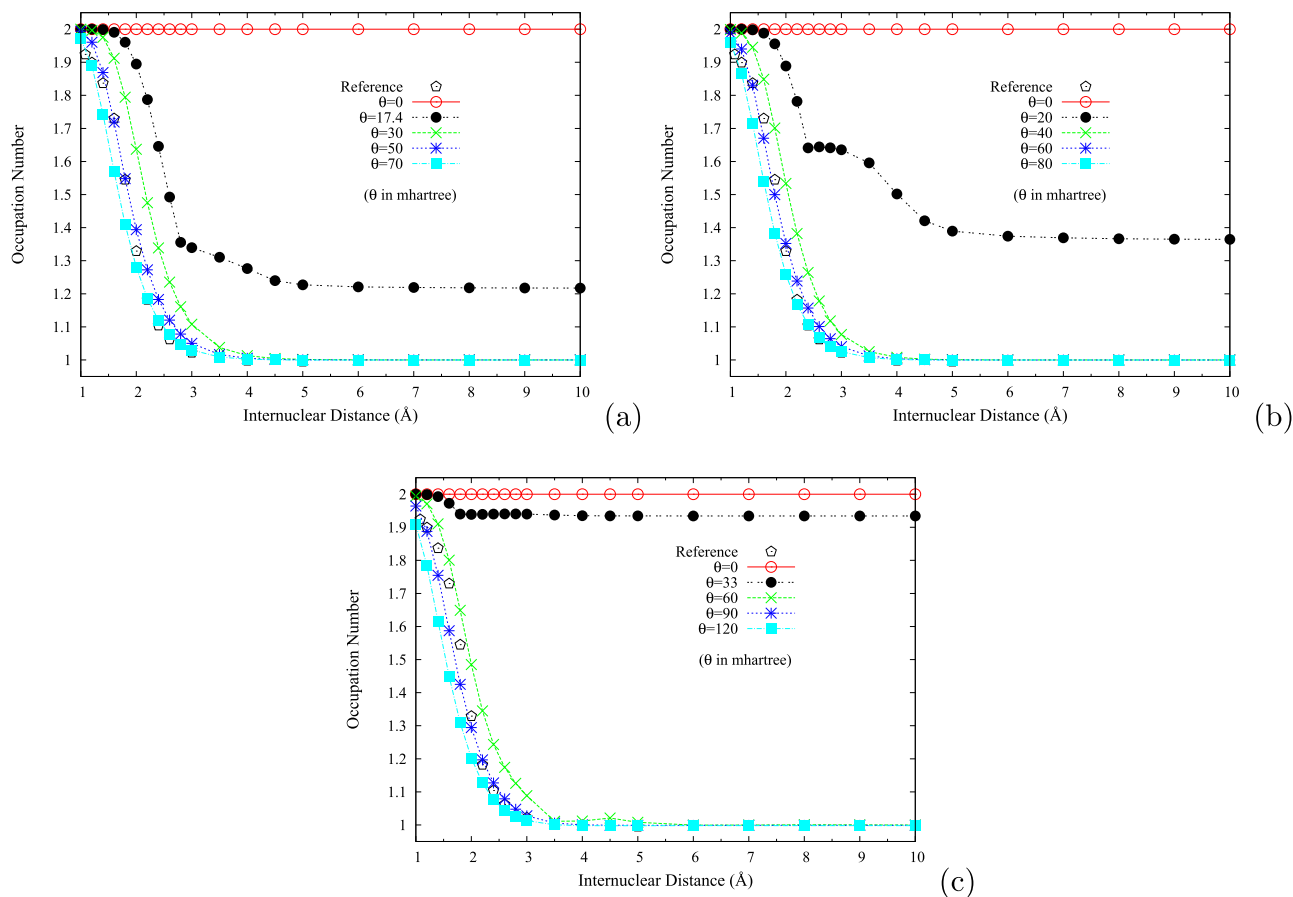 2
1.9
1.8
1.7
1.6
1.5
1.4
1.3
1.2
1.1
1
Occupation Number
Reference
θ=0
θ=17.4
θ=30
θ=50
θ=70
(θ in mhartree)
1 2 3 4 5 6 7 8 9 10
Internuclear Distance (Å)
(a)
2
1.9
1.8
1.7
1.6
1.5
1.4
1.3
1.2
1.1
1
Occupation Number
Reference
θ=0
θ=20
θ=40
θ=60
θ=80
(θ in mhartree)
1 2 3 4 5 6 7 8 9 10
Internuclear Distance (Å)
(b)
2
1.9
1.8
1.7
1.6
1.5
1.4
1.3
1.2
1.1
1
Occupation Number
Reference
θ=0
θ=33
θ=60
θ=90
θ=120
(θ in mhartree)
1 2 3 4 5 6 7 8 9 10
Internuclear Distance (Å)
(c)